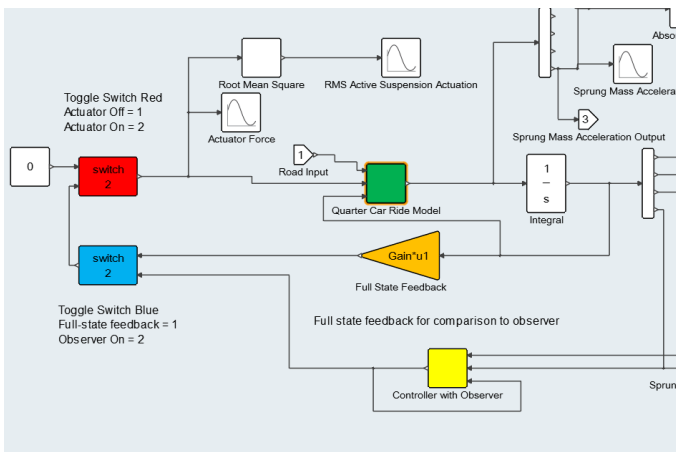 Abso
Root Mean Square
RMS Active Suspension Actuation
Sprung Mass Accelera
Toggle Switch Red
Actuator Off = 1
Actuator On = 2
Actuator Force
3
Sprung Mass Acceleration Output
1
Road Input
0
switch
2
1
s
Quarter Car Ride Model
Integral
switch
2
Gain*u1
Full State Feedback
Toggle Switch Blue
Full-state feedback = 1
Observer On = 2
Full state feedback for comparison to observer
Sprun
Controller with Observer